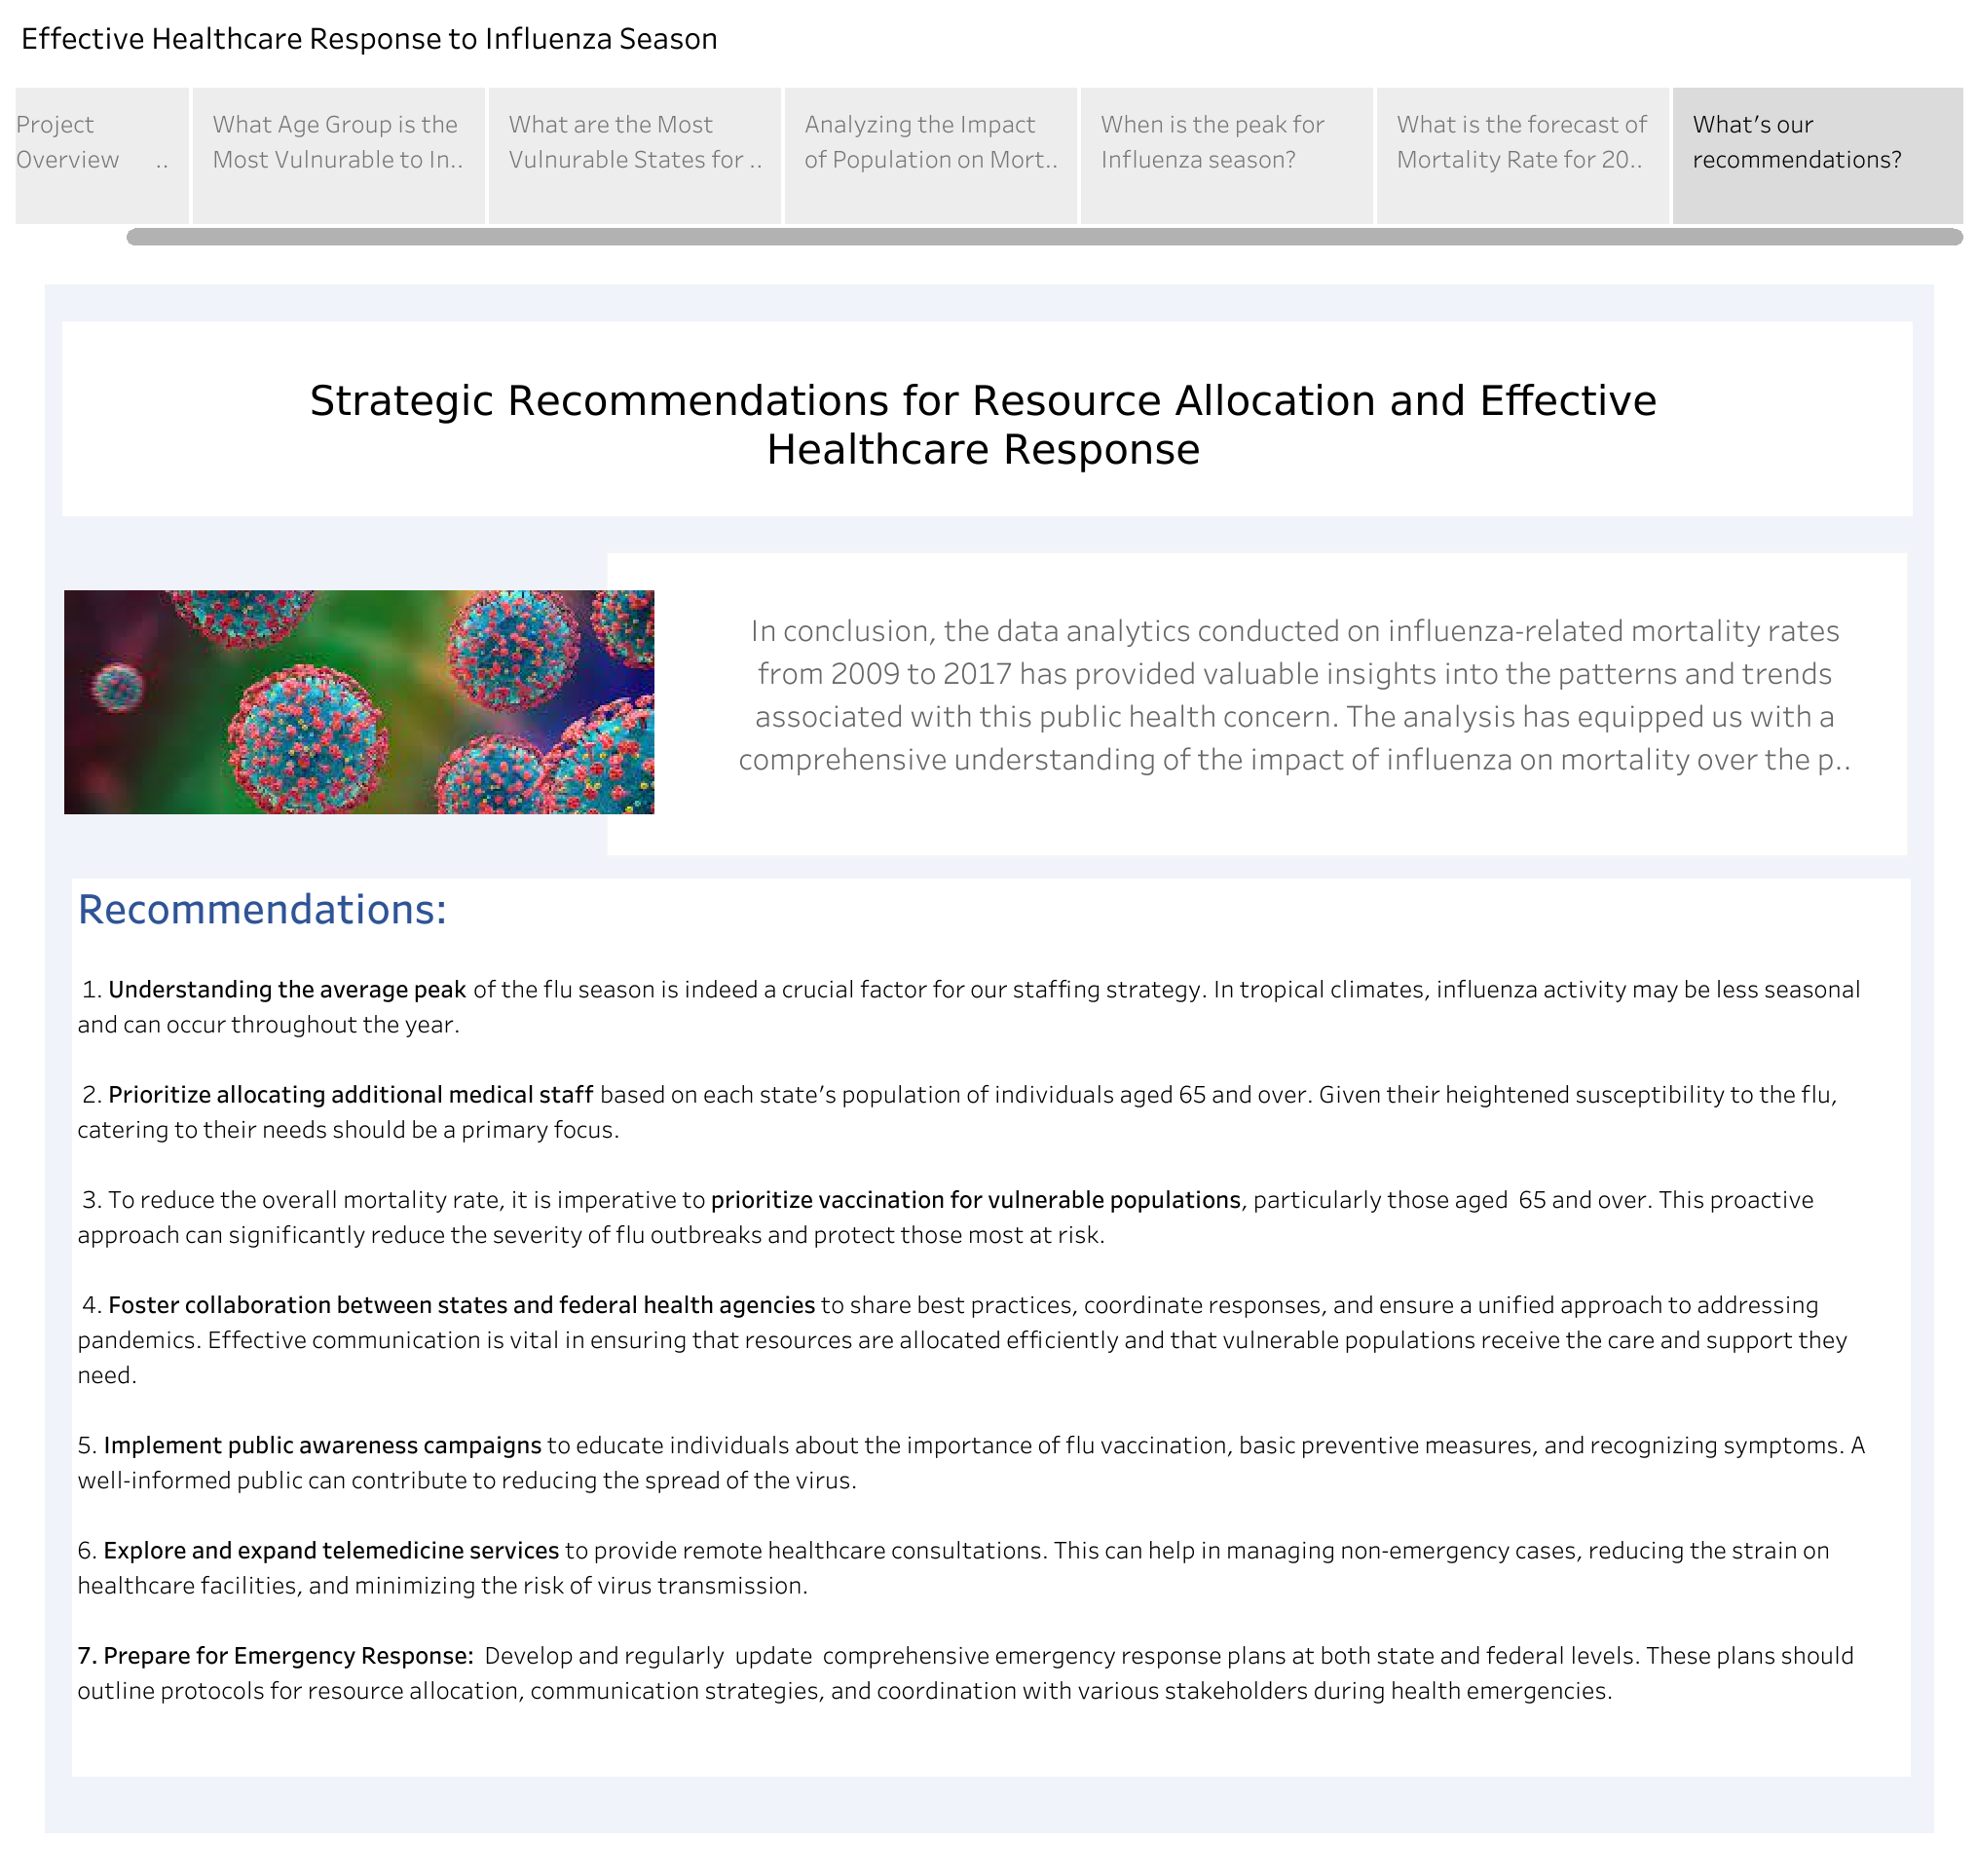 Effective Healthcare Response to Influenza Season
Project
Overview ..
What Age Group is the
Most Vulnurable to In..
What are the Most
Vulnurable States for ..
Analyzing the Impact
of Population on Mort..
When is the peak for
Influenza season?
What is the forecast of
Mortality Rate for 20..
What's our
recommendations?
Strategic Recommendations for Resource Allocation and Effective
Healthcare Response
In conclusion, the data analytics conducted on influenza-related mortality rates
from 2009 to 2017 has provided valuable insights into the patterns and trends
associated with this public health concern. The analysis has equipped us with a
comprehensive understanding of the impact of influenza on mortality over the p..
Recommendations:
1. Understanding the average peak of the flu season is indeed a crucial factor for our staffing strategy. In tropical climates, influenza activity may be less seasonal
and can occur throughout the year.
2. Prioritize allocating additional medical staff based on each state's population of individuals aged 65 and over. Given their heightened susceptibility to the flu,
catering to their needs should be a primary focus.
3. To reduce the overall mortality rate, it is imperative to prioritize vaccination for vulnerable populations, particularly those aged  65 and over. This proactive
approach can significantly reduce the severity of flu outbreaks and protect those most at risk.
4. Foster collaboration between states and federal health agencies to share best practices, coordinate responses, and ensure a unified approach to addressing
pandemics. Effective communication is vital in ensuring that resources are allocated efficiently and that vulnerable populations receive the care and support they
need.
5. Implement public awareness campaigns to educate individuals about the importance of flu vaccination, basic preventive measures, and recognizing symptoms. A
well-informed public can contribute to reducing the spread of the virus.
6. Explore and expand telemedicine services to provide remote healthcare consultations. This can help in managing non-emergency cases, reducing the strain on
healthcare facilities, and minimizing the risk of virus transmission.
7. Prepare for Emergency Response:  Develop and regularly  update  comprehensive emergency response plans at both state and federal levels. These plans should
outline protocols for resource allocation, communication strategies, and coordination with various stakeholders during health emergencies.